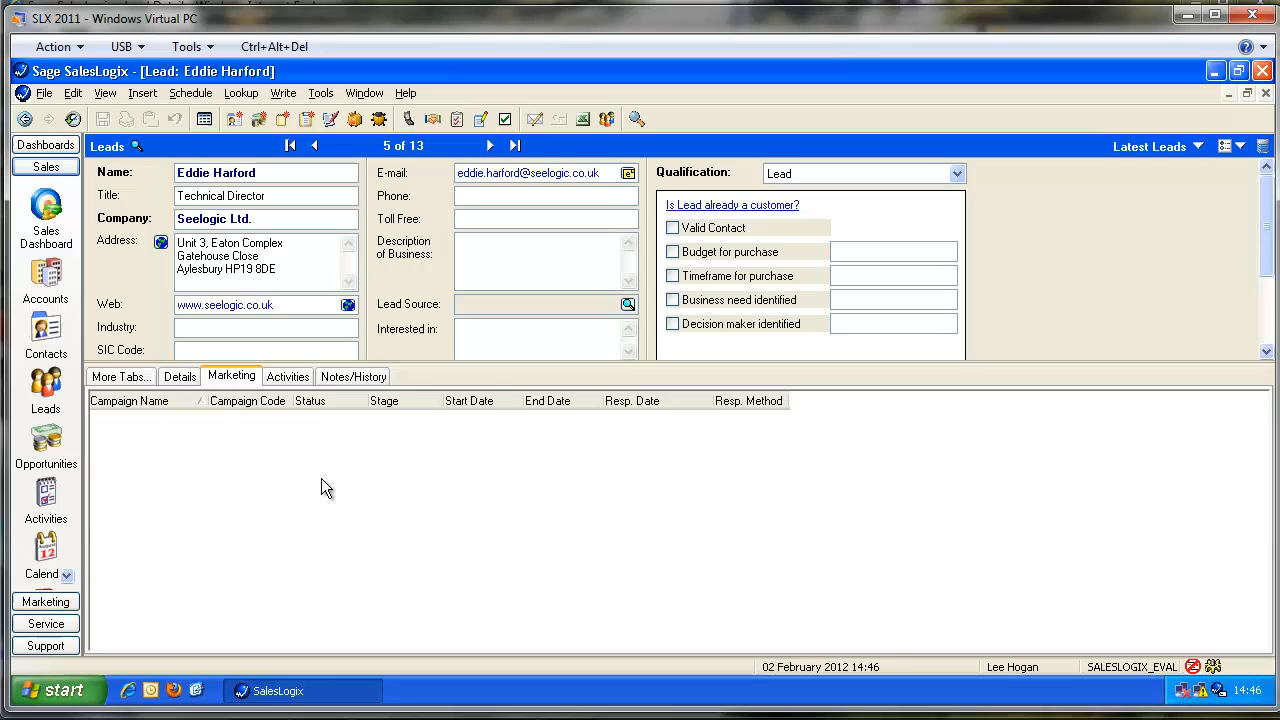 SLX 2011 - Windows Virtual PC
Action USB Tools Ctrl+Alt+Del
Sage SalesLogix - [Lead: Eddie Harford]
File Edit View Insert Schedule Lookup Write Tools Window Help
Dashboards
Sales
Sales
Dashboard
Accounts
Contacts
Leads
Opportunities
Activities
Calend
Marketing
Service
Support
Leads 5 of 13 Latest Leads
Name: Eddie Harford
Title: Technical Director
Company: Seelogic Ltd.
Address: Unit 3, Eaton Complex
Gatehouse Close
Aylesbury HP19 8DE
Web: www.seelogic.co.uk
Industry:
SIC Code:
E-mail: eddie.harford@seelogic.co.uk
Phone:
Toll Free:
Description
of Business:
Lead Source:
Interested in:
Qualification: Lead
Is Lead already a customer?
Valid Contact
Budget for purchase
Timeframe for purchase
Business need identified
Decision maker identified
More Tabs... Details Marketing Activities Notes/History
Campaign Name Campaign Code Status Stage Start Date End Date Resp. Date Resp. Method
02 February 2012 14:46 Lee Hogan SALESLOGIX_EVAL
start SalesLogix 14:46